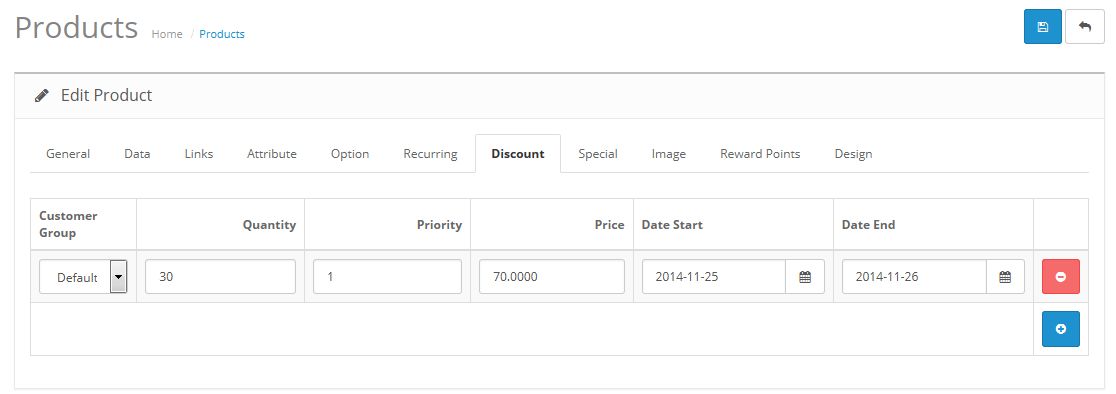 Products Home / Products
Edit Product
General Data Links Attribute Option Recurring Discount Special Image Reward Points Design
Customer
Group
Quantity Priority Price Date Start Date End
Default 30 1 70.0000 2014-11-25 2014-11-26